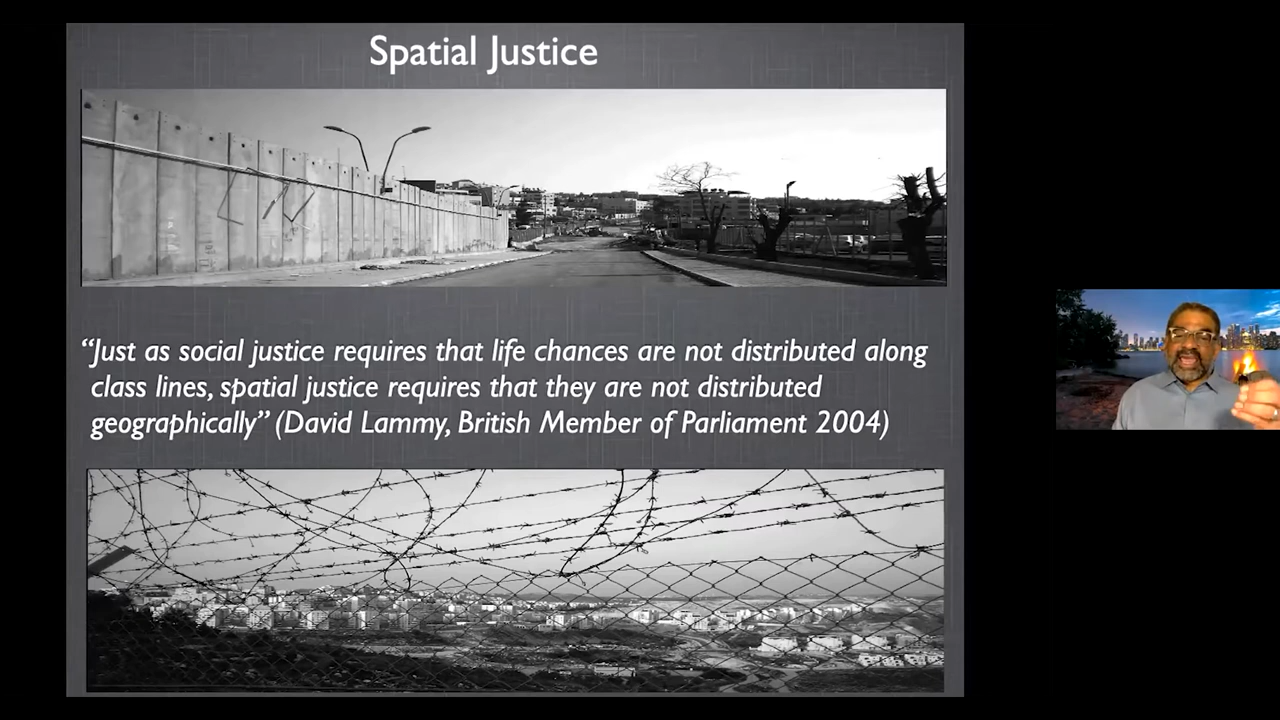 Spatial Justice
“Just as social justice requires that life chances are not distributed along
class lines, spatial justice requires that they are not distributed
geographically” (David Lammy, British Member of Parliament 2004)